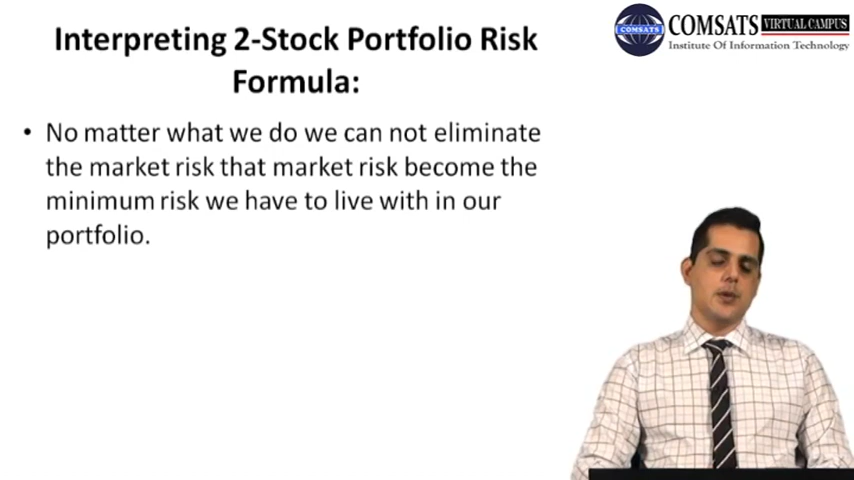 Interpreting 2-Stock Portfolio Risk
Formula:
• No matter what we do we can not eliminate
the market risk that market risk become the
minimum risk we have to live with in our
portfolio.
COMSATS
COMSATS VIRTUAL CAMPUS
Institute Of Information Technology